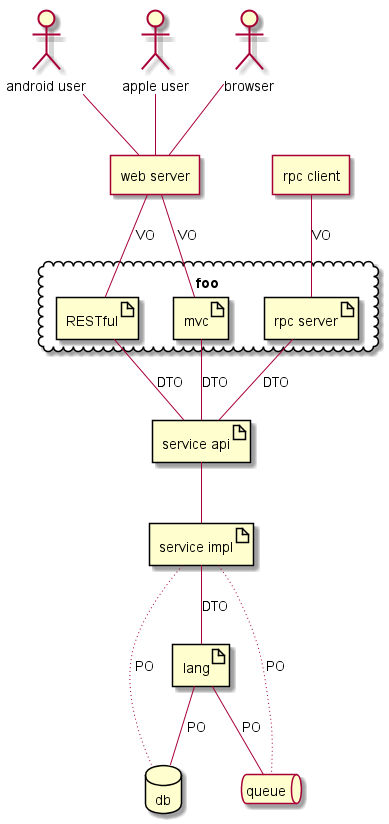 android user
apple user
browser
web server
rpc client
VO
VO
VO
foo
RESTful
mvc
rpc server
DTO
DTO
DTO
service api
service impl
DTO
PO
PO
lang
PO
PO
db
queue